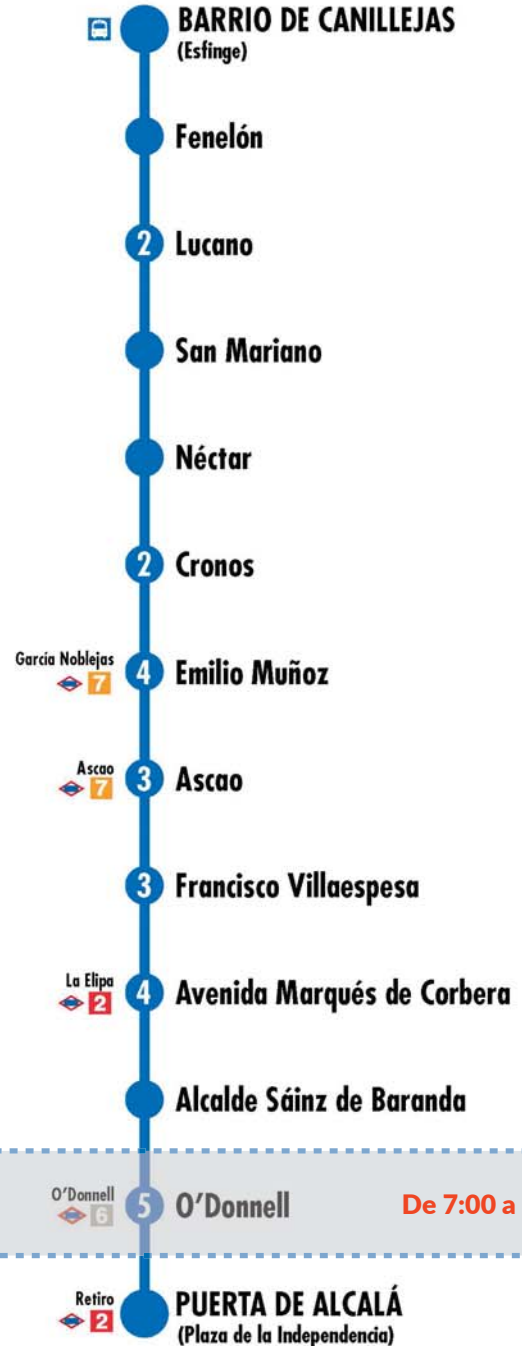 BARRIO DE CANILLEJAS
(Esfinge)
Fenelón
2 Lucano
San Mariano
Néctar
2 Cronos
García Noblejas
7 4 Emilio Muñoz
Ascao
7 3 Ascao
3 Francisco Villaespesa
La Elipa
2 4 Avenida Marqués de Corbera
Alcalde Sáinz de Baranda
O'Donnell
6 5 O'Donnell De 7:00 a
Retiro
2 PUERTA DE ALCALÁ
(Plaza de la Independencia)